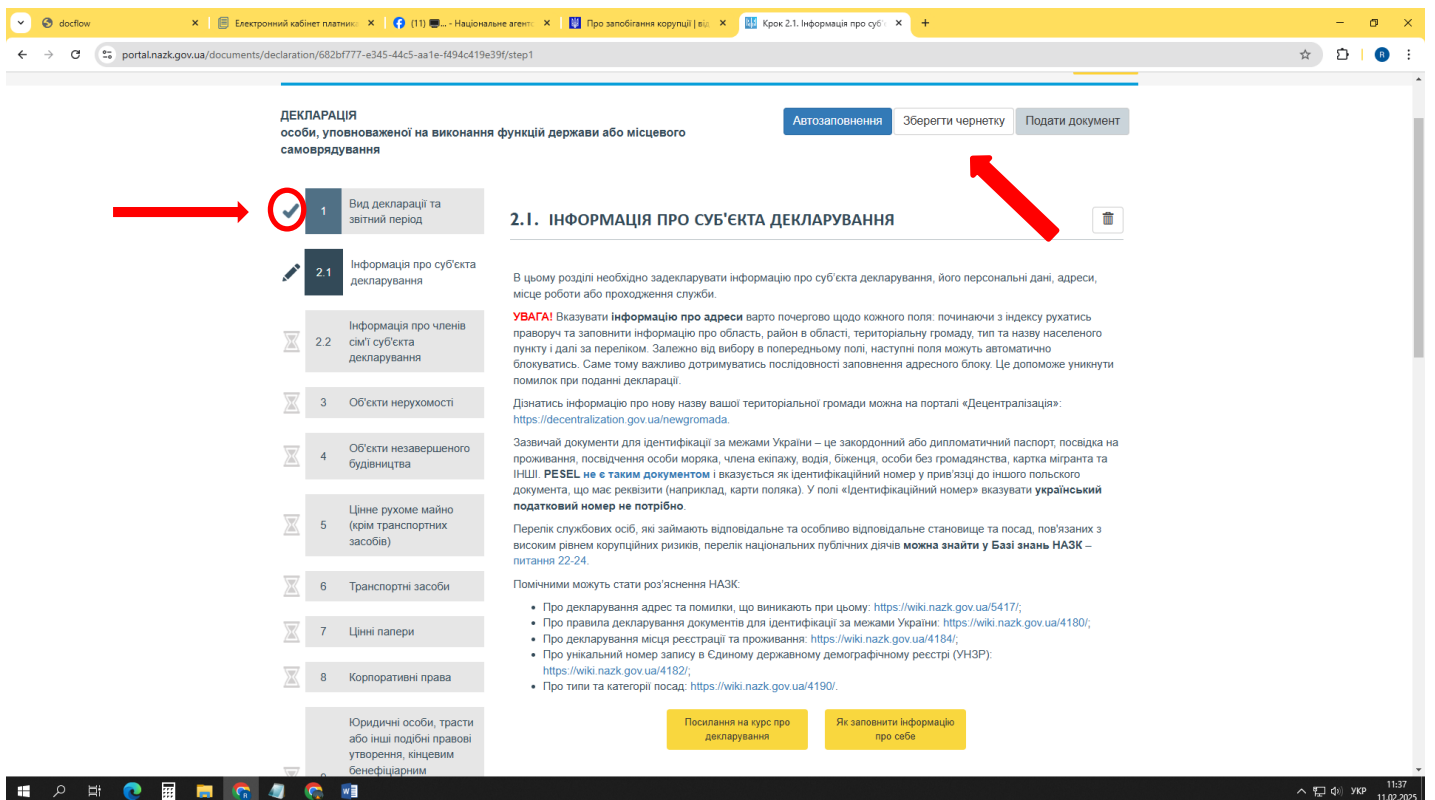 docflow
Електронний кабінет платник
(11) 🖥... - Національне агентс
Про запобігання корупції | від
Крок 2.1. Інформація про суб'є
portal.nazk.gov.ua/documents/declaration/682bf777-e345-44c5-aa1e-f494c419e39f/step1
R
ДЕКЛАРАЦІЯ
особи, уповноваженої на виконання функцій держави або місцевого
самоврядування
Автозаповнення
Зберегти чернетку
Подати документ
1
Вид декларації та
звітний період
2.1
Інформація про суб'єкта
декларування
2.2
Інформація про членів
сім'ї суб'єкта
декларування
3
Об'єкти нерухомості
4
Об'єкти незавершеного
будівництва
5
Цінне рухоме майно
(крім транспортних
засобів)
6
Транспортні засоби
7
Цінні папери
8
Корпоративні права
Юридичні особи, трасти
або інші подібні правові
утворення, кінцевим
бенефіціарним
2.1. ІНФОРМАЦІЯ ПРО СУБ'ЄКТА ДЕКЛАРУВАННЯ
В цьому розділі необхідно задекларувати інформацію про суб'єкта декларування, його персональні дані, адреси,
місце роботи або проходження служби.
УВАГА! Вказувати інформацію про адреси варто почергово щодо кожного поля: починаючи з індексу рухатись
праворуч та заповнити інформацію про область, район в області, територіальну громаду, тип та назву населеного
пункту і далі за переліком. Залежно від вибору в попередньому полі, наступні поля можуть автоматично
блокуватись. Саме тому важливо дотримуватись послідовності заповнення адресного блоку. Це допоможе уникнути
помилок при поданні декларації.
Дізнатись інформацію про нову назву вашої територіальної громади можна на порталі «Децентралізація»:
https://decentralization.gov.ua/newgromada.
Зазвичай документи для ідентифікації за межами України – це закордонний або дипломатичний паспорт, посвідка на
проживання, посвідчення особи моряка, члена екіпажу, водія, біженця, особи без громадянства, картка мігранта та
ІНШІ. PESEL не є таким документом і вказується як ідентифікаційний номер у прив'язці до іншого польского
документа, що має реквізити (наприклад, карти поляка). У полі «Ідентифікаційний номер» вказувати український
податковий номер не потрібно.
Перелік службових осіб, які займають відповідальне та особливо відповідальне становище та посад, пов'язаних з
високим рівнем корупційних ризиків, перелік національних публічних діячів можна знайти у Базі знань НАЗК –
питання 22-24.
Помічними можуть стати роз'яснення НАЗК:
• Про декларування адрес та помилки, що виникають при цьому: https://wiki.nazk.gov.ua/5417/;
• Про правила декларування документів для ідентифікації за межами України: https://wiki.nazk.gov.ua/4180/;
• Про декларування місця реєстрації та проживання: https://wiki.nazk.gov.ua/4184/;
• Про унікальний номер запису в Єдиному державному демографічному реєстрі (УНЗР):
https://wiki.nazk.gov.ua/4182/;
• Про типи та категорії посад: https://wiki.nazk.gov.ua/4190/.
Посилання на курс про
декларування
Як заповнити інформацію
про себе
УКР
11:37
11.02.2025